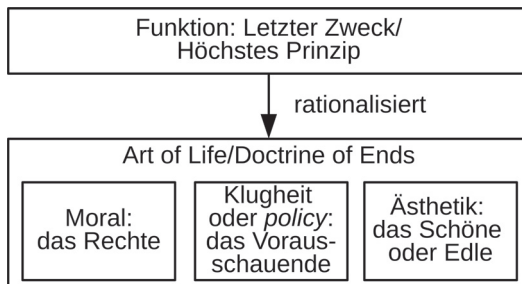 Funktion: Letzter Zweck/
Höchstes Prinzip
rationalisiert
Art of Life/Doctrine of Ends
Moral:
das Rechte
Klugheit
oder policy:
das Voraus-
schauende
Ästhetik:
das Schöne
oder Edle